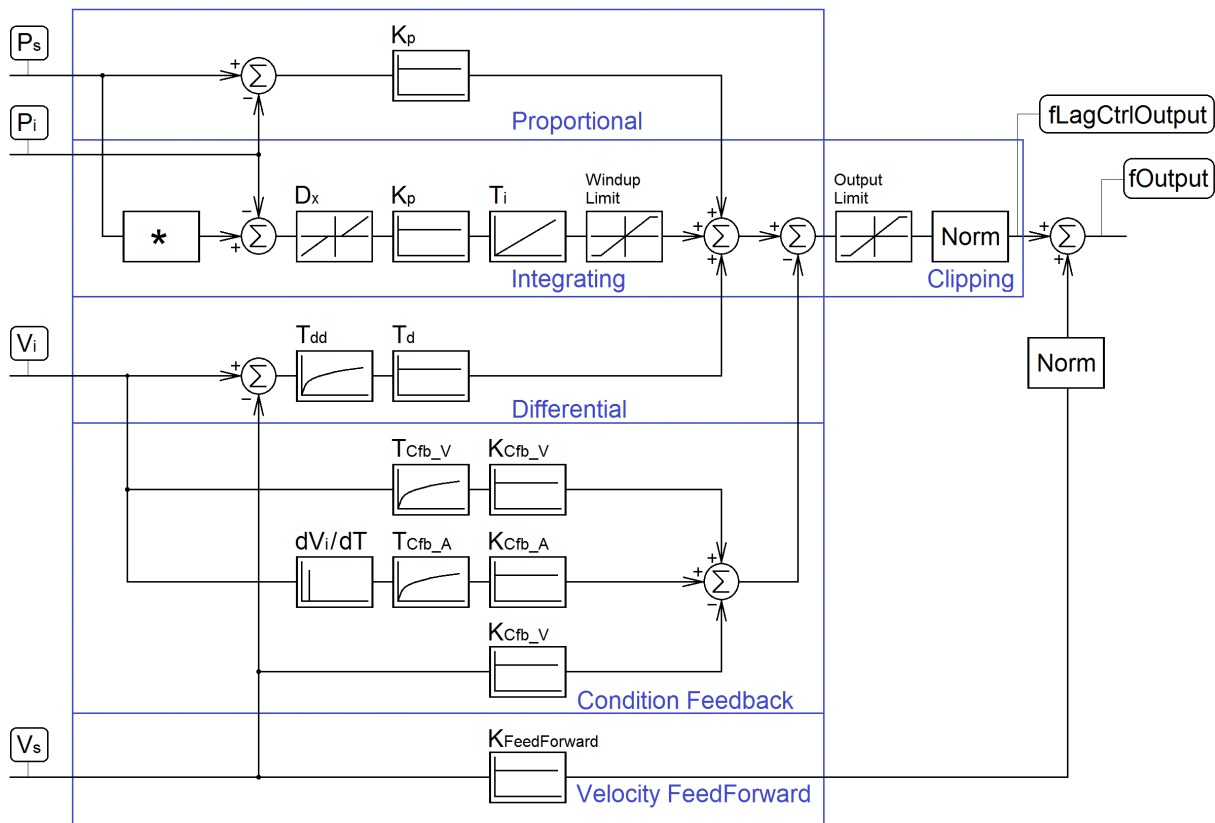 Ps
Kp
+
Σ
−
fLagCtrlOutput
Pi
Proportional
fOutput
Dx
Kp
Ti
Windup
Limit
Output
Limit
*
−
+
Σ
+
+
+
Σ
+
−
Σ
Norm
+
+
Σ
Integrating
Clipping
Vi
Tdd
Td
+
Σ
−
Norm
Differential
TCfb_V
KCfb_V
dVi/dT
TCfb_A
KCfb_A
+
+
−
Σ
KCfb_V
Condition Feedback
Vs
KFeedForward
Velocity FeedForward